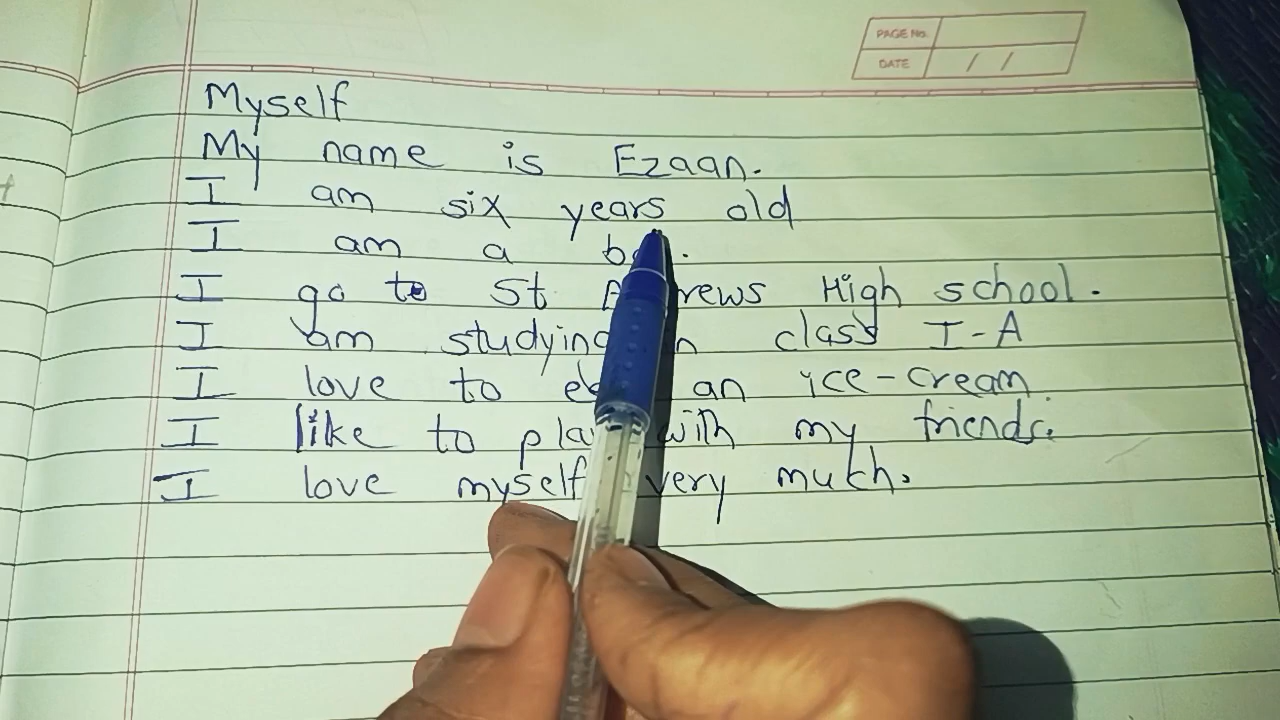 PAGE No.
DATE / /
Myself
My name is Ezaan.
I am six years old
I am a
I go to St High school.
I am studying class I-A
I love to an ice-cream.
I like to with my friends.
I love myself very much.